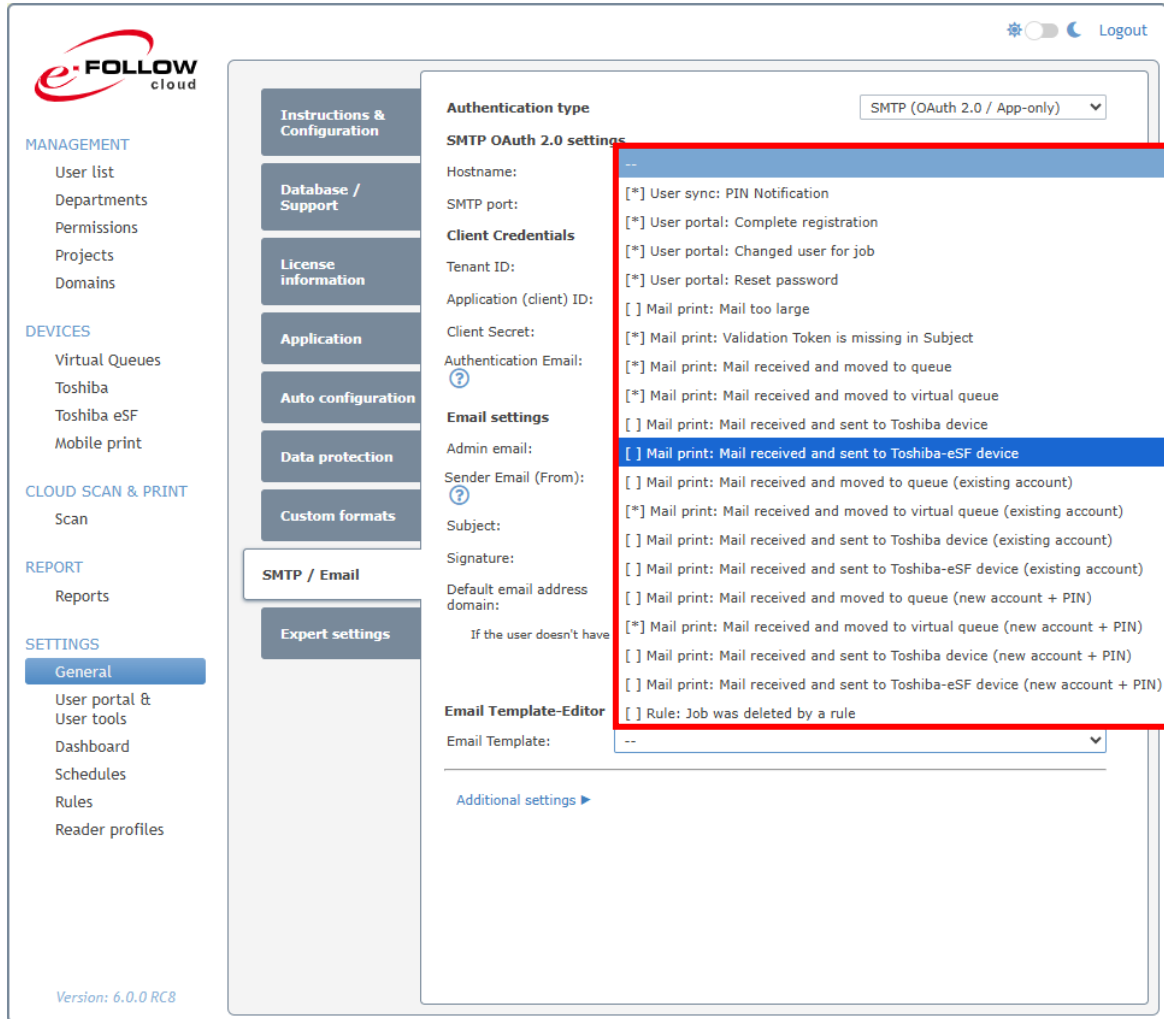 Logout
e-FOLLOW
cloud
MANAGEMENT
User list
Departments
Permissions
Projects
Domains
DEVICES
Virtual Queues
Toshiba
Toshiba eSF
Mobile print
CLOUD SCAN & PRINT
Scan
REPORT
Reports
SETTINGS
General
User portal &
User tools
Dashboard
Schedules
Rules
Reader profiles
Version: 6.0.0 RC8
Instructions &
Configuration
Database /
Support
License
information
Application
Auto configuration
Data protection
Custom formats
SMTP / Email
Expert settings
Authentication type
SMTP (OAuth 2.0 / App-only)
SMTP OAuth 2.0 settings
Hostname:
SMTP port:
Client Credentials
Tenant ID:
Application (client) ID:
Client Secret:
Authentication Email:
?
Email settings
Admin email:
Sender Email (From):
?
Subject:
Signature:
Default email address
domain:
If the user doesn't have
Email Template-Editor
Email Template:
--
[*] User sync: PIN Notification
[*] User portal: Complete registration
[*] User portal: Changed user for job
[*] User portal: Reset password
[ ] Mail print: Mail too large
[*] Mail print: Validation Token is missing in Subject
[*] Mail print: Mail received and moved to queue
[*] Mail print: Mail received and moved to virtual queue
[ ] Mail print: Mail received and sent to Toshiba device
[ ] Mail print: Mail received and sent to Toshiba-eSF device
[ ] Mail print: Mail received and moved to queue (existing account)
[*] Mail print: Mail received and moved to virtual queue (existing account)
[ ] Mail print: Mail received and sent to Toshiba device (existing account)
[ ] Mail print: Mail received and sent to Toshiba-eSF device (existing account)
[ ] Mail print: Mail received and moved to queue (new account + PIN)
[*] Mail print: Mail received and moved to virtual queue (new account + PIN)
[ ] Mail print: Mail received and sent to Toshiba device (new account + PIN)
[ ] Mail print: Mail received and sent to Toshiba-eSF device (new account + PIN)
[ ] Rule: Job was deleted by a rule
--
Additional settings ►